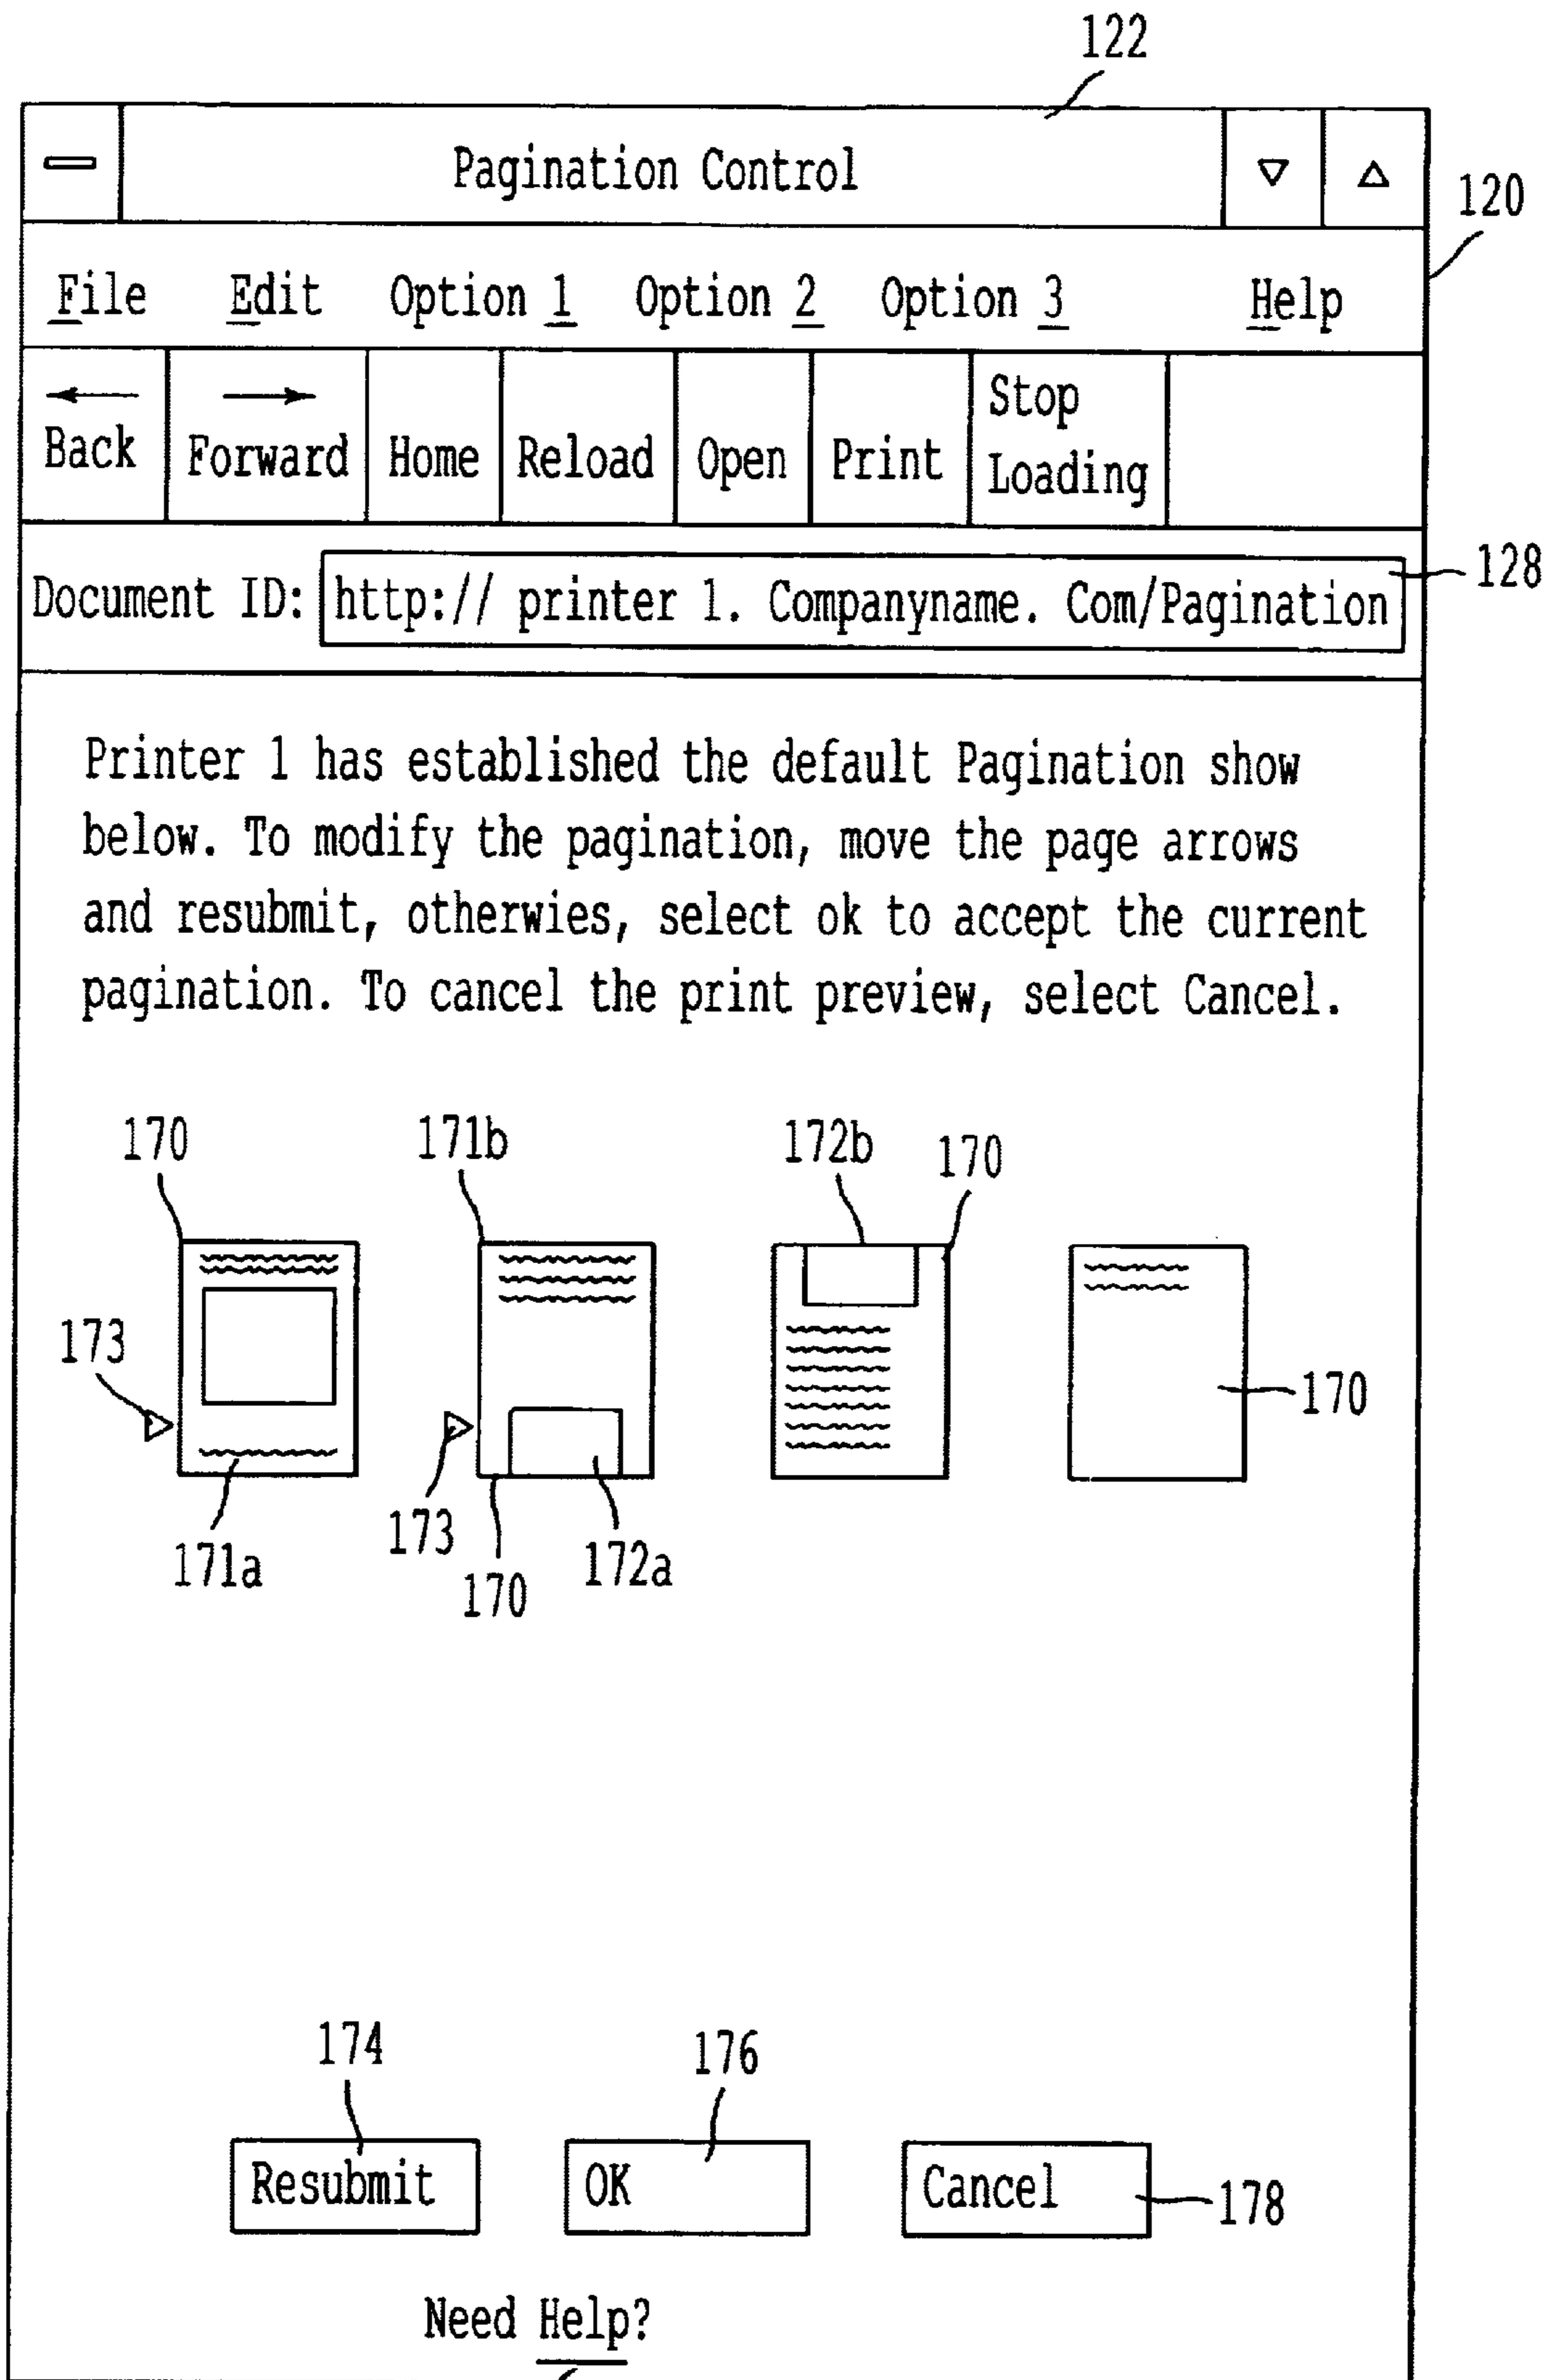 122
Pagination Control
120
File Edit Option 1 Option 2 Option 3 Help
Back Forward Home Reload Open Print Stop Loading
Document ID: http:// printer 1. Companyname. Com/Pagination
128
Printer 1 has established the default Pagination show
below. To modify the pagination, move the page arrows
and resubmit, otherwies, select ok to accept the current
pagination. To cancel the print preview, select Cancel.
170 171b 172b 170
173
170
173
171a 170 172a
174 176
Resubmit OK Cancel
178
Need Help?